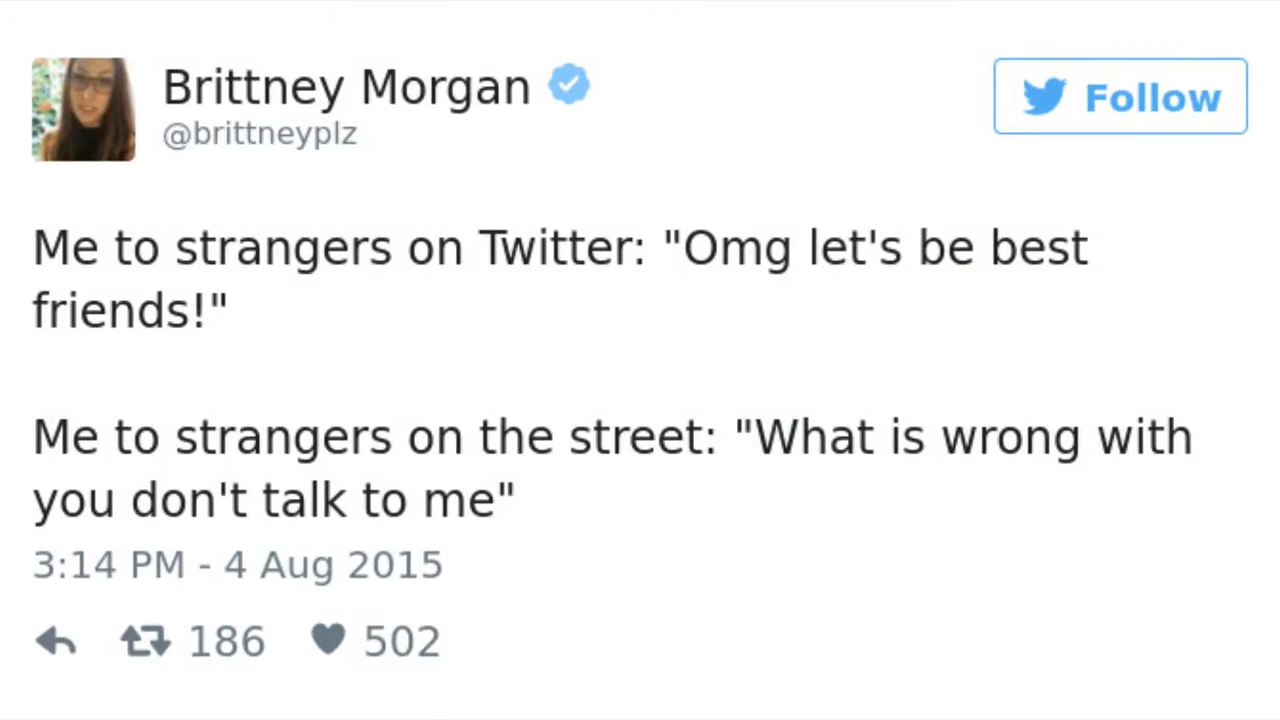 Brittney Morgan
@brittneyplz
Follow
Me to strangers on Twitter: "Omg let's be best
friends!"
Me to strangers on the street: "What is wrong with
you don't talk to me"
3:14 PM - 4 Aug 2015
186 502